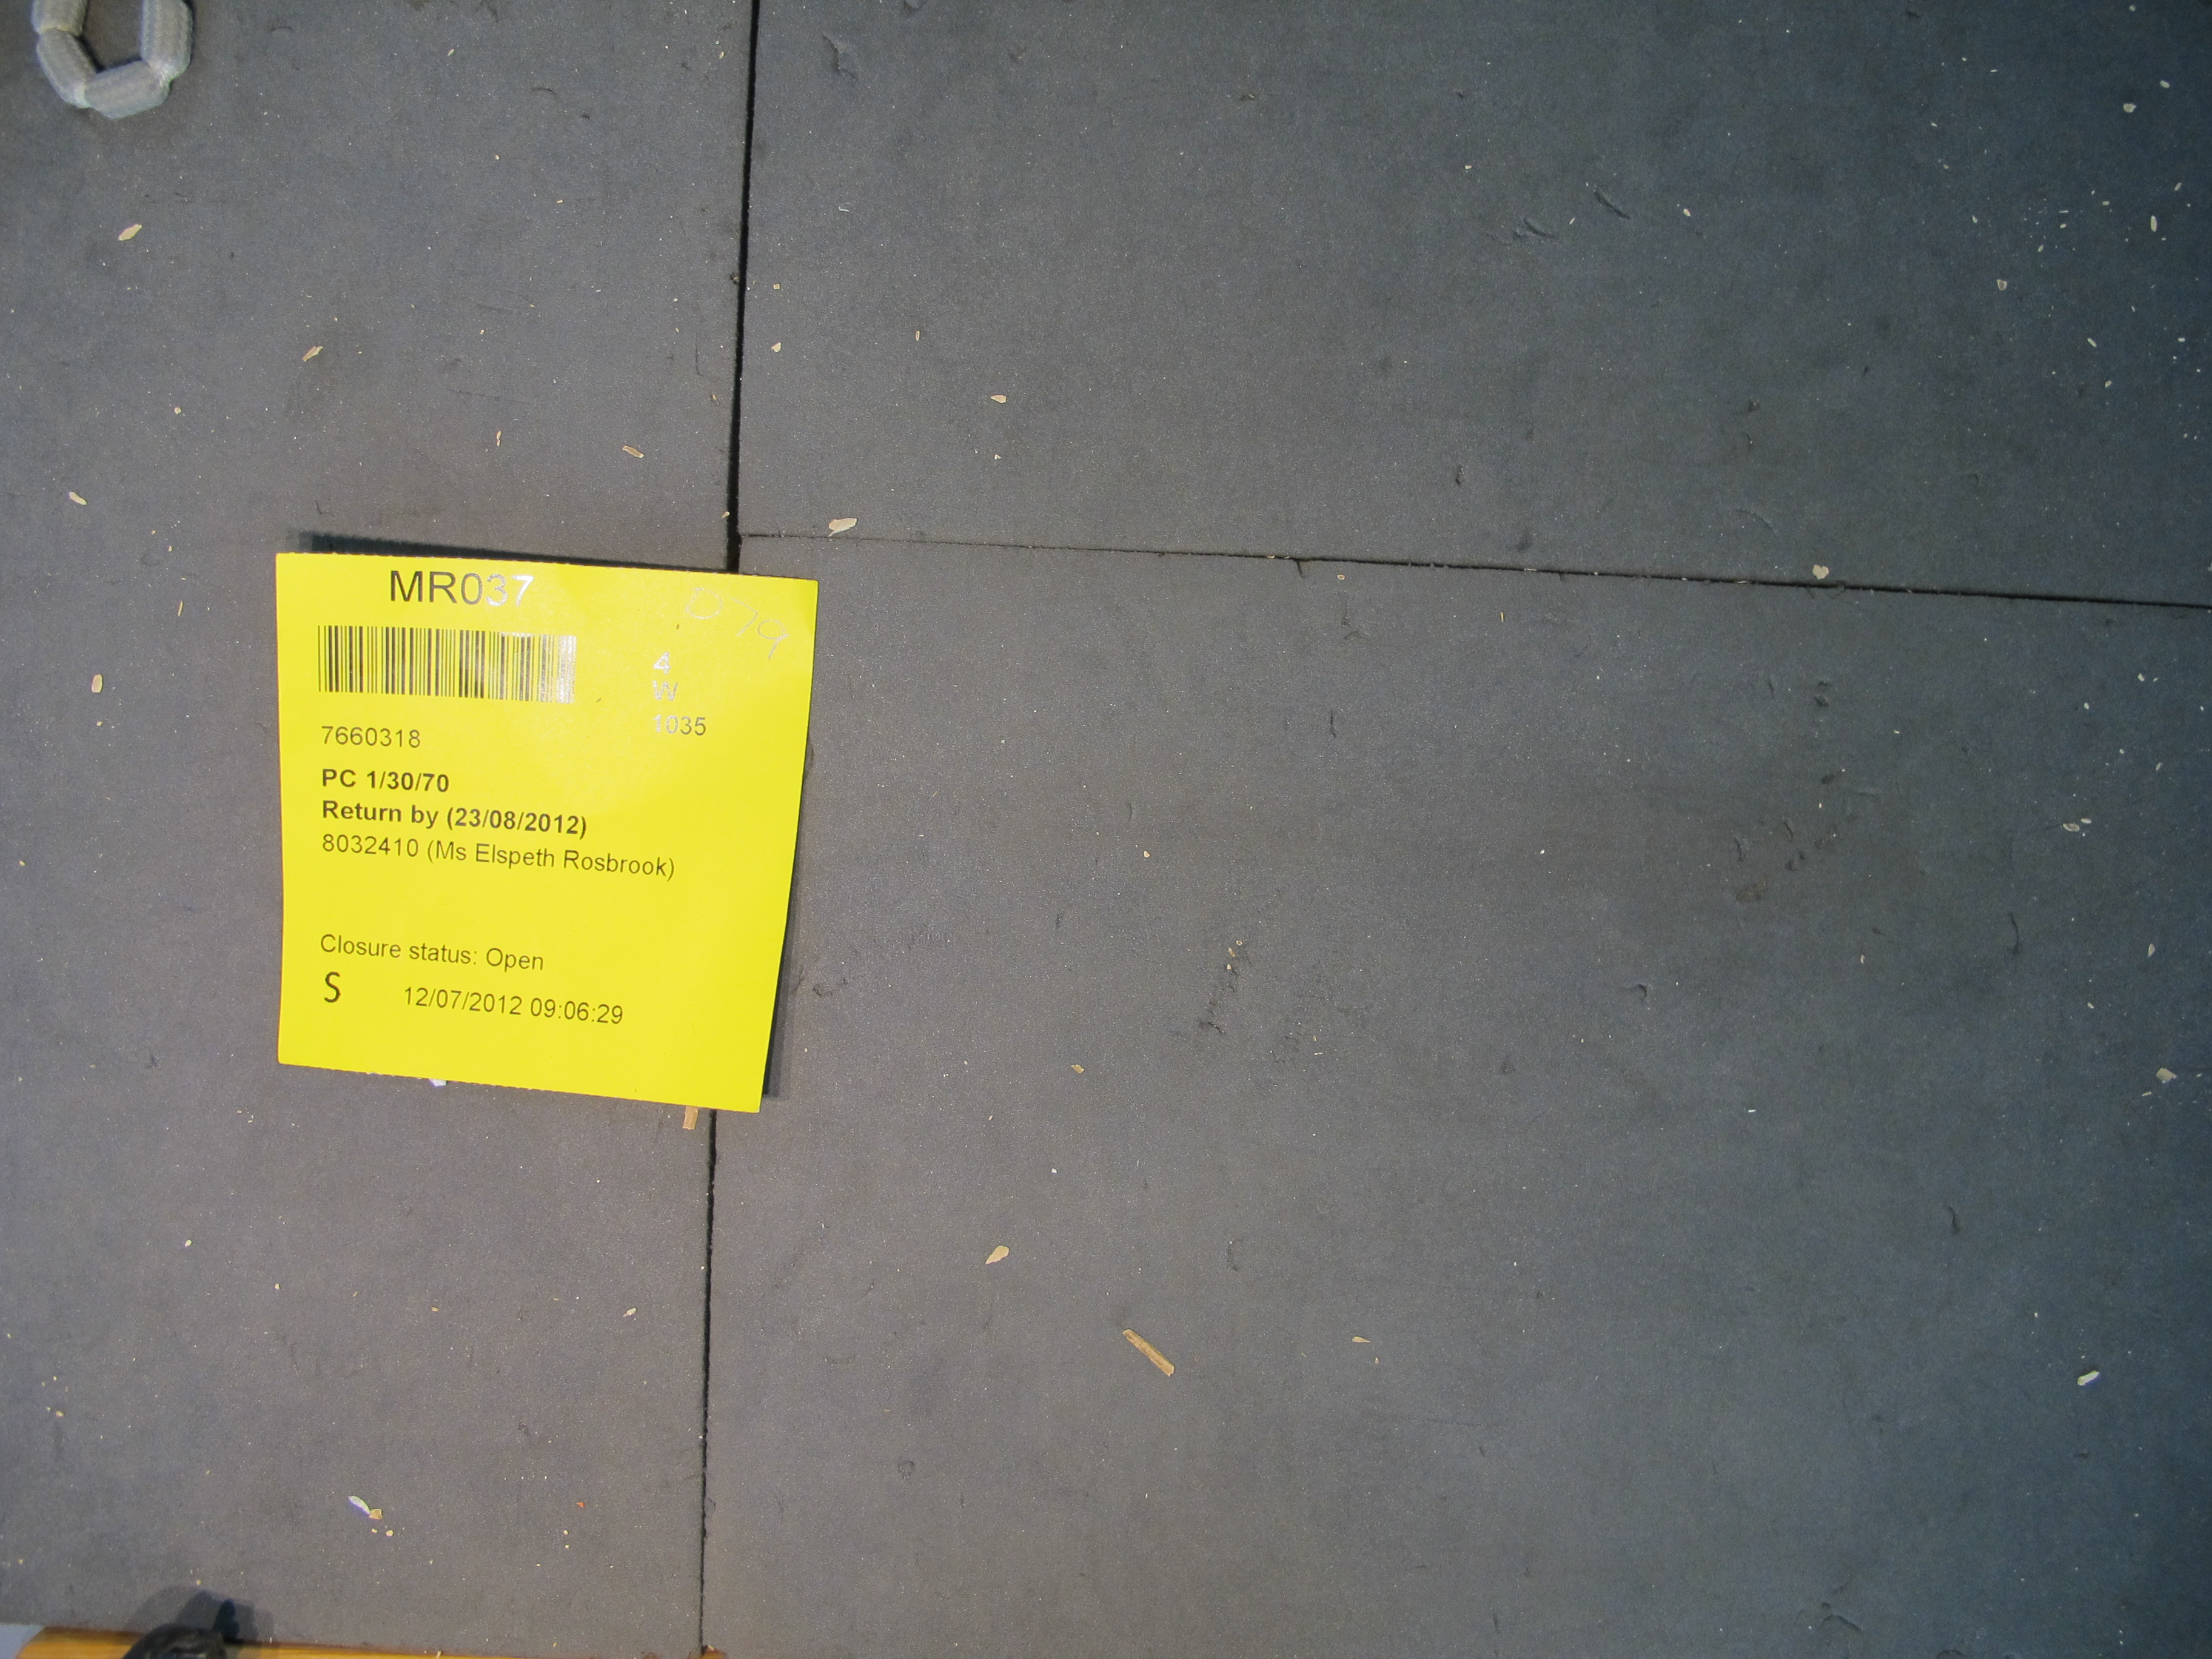 MR037
D79
4
W
1035
7660318
PC 1/30/70
Return by (23/08/2012)
8032410 (Ms Elspeth Rosbrook)
Closure status: Open
S 12/07/2012 09:06:29